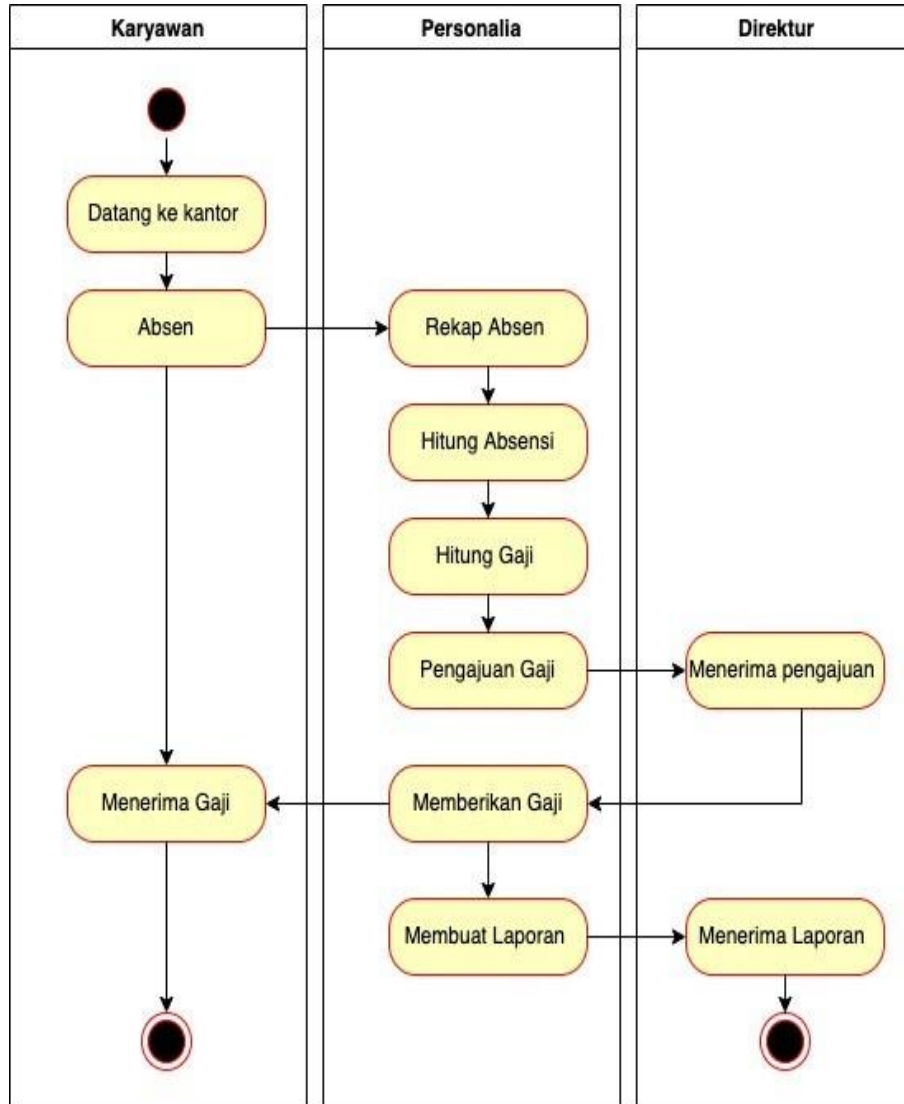 Karyawan
Personalia
Direktur
Datang ke kantor
Absen
Rekap Absen
Hitung Absensi
Hitung Gaji
Pengajuan Gaji
Menerima pengajuan
Menerima Gaji
Memberikan Gaji
Membuat Laporan
Menerima Laporan